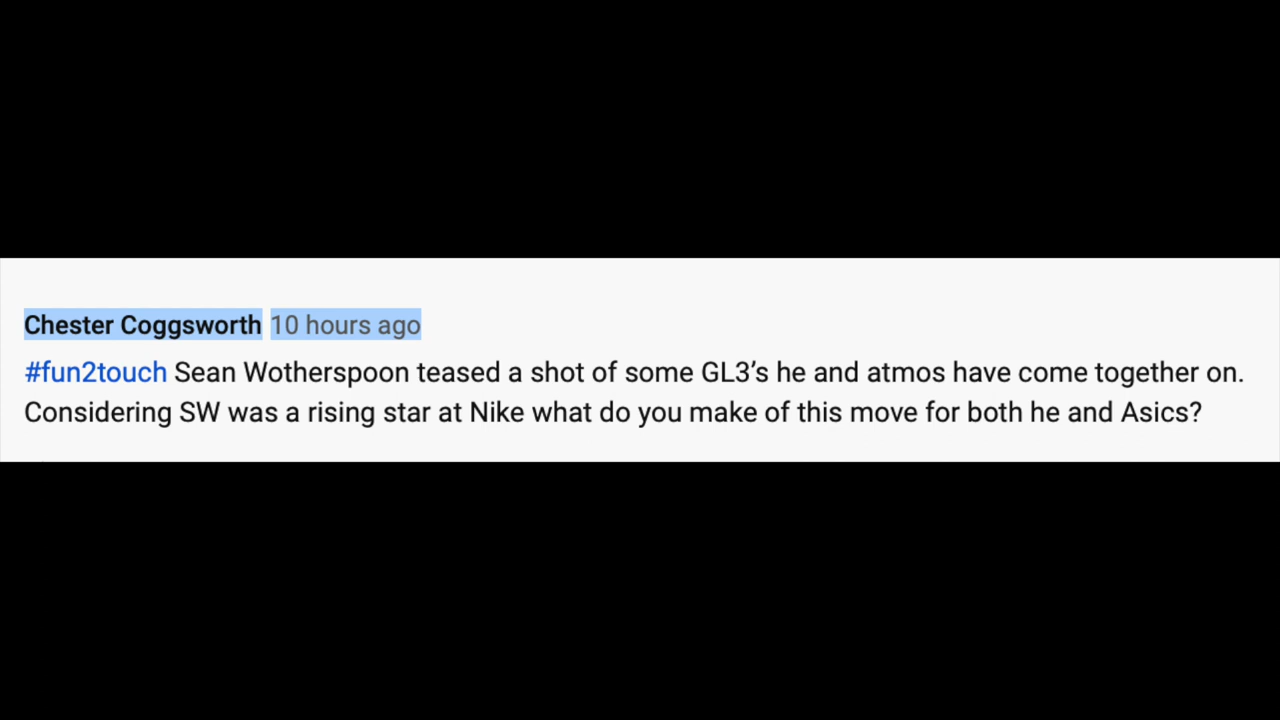 Chester Coggsworth 10 hours ago
#fun2touch Sean Wotherspoon teased a shot of some GL3’s he and atmos have come together on.
Considering SW was a rising star at Nike what do you make of this move for both he and Asics?